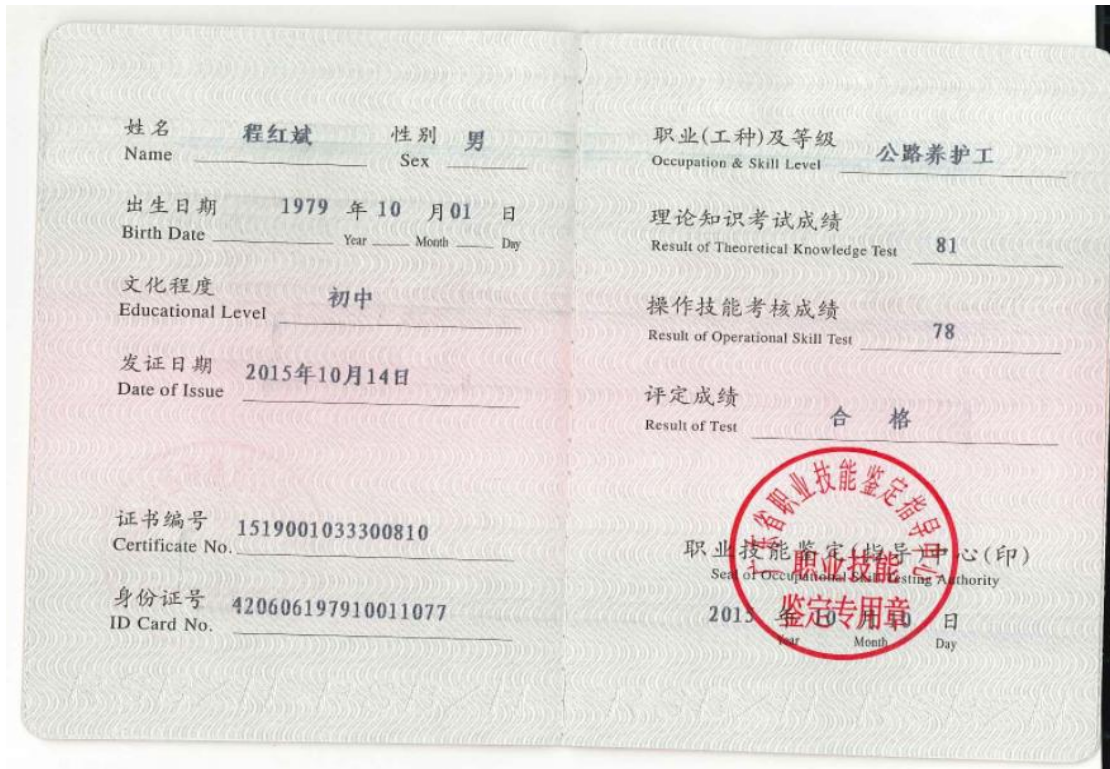 姓名 程红斌 性别 男
Name Sex
出生日期 1979 年 10 月 01 日
Birth Date Year Month Day
文化程度 初中
Educational Level
发证日期 2015年10月14日
Date of Issue
证书编号 1519001033300810
Certificate No.
身份证号 420606197910011077
ID Card No.
职业(工种)及等级 公路养护工
Occupation & Skill Level
理论知识考试成绩
Result of Theoretical Knowledge Test 81
操作技能考核成绩
Result of Operational Skill Test 78
评定成绩 合 格
Result of Test
广东省职业技能鉴定指导中心
职业技能鉴定(指导)中心(印)
职业技能
Seal of Occupational Skill Testing Authority
鉴定专用章
2015 年 10 月 10 日
Year Month Day